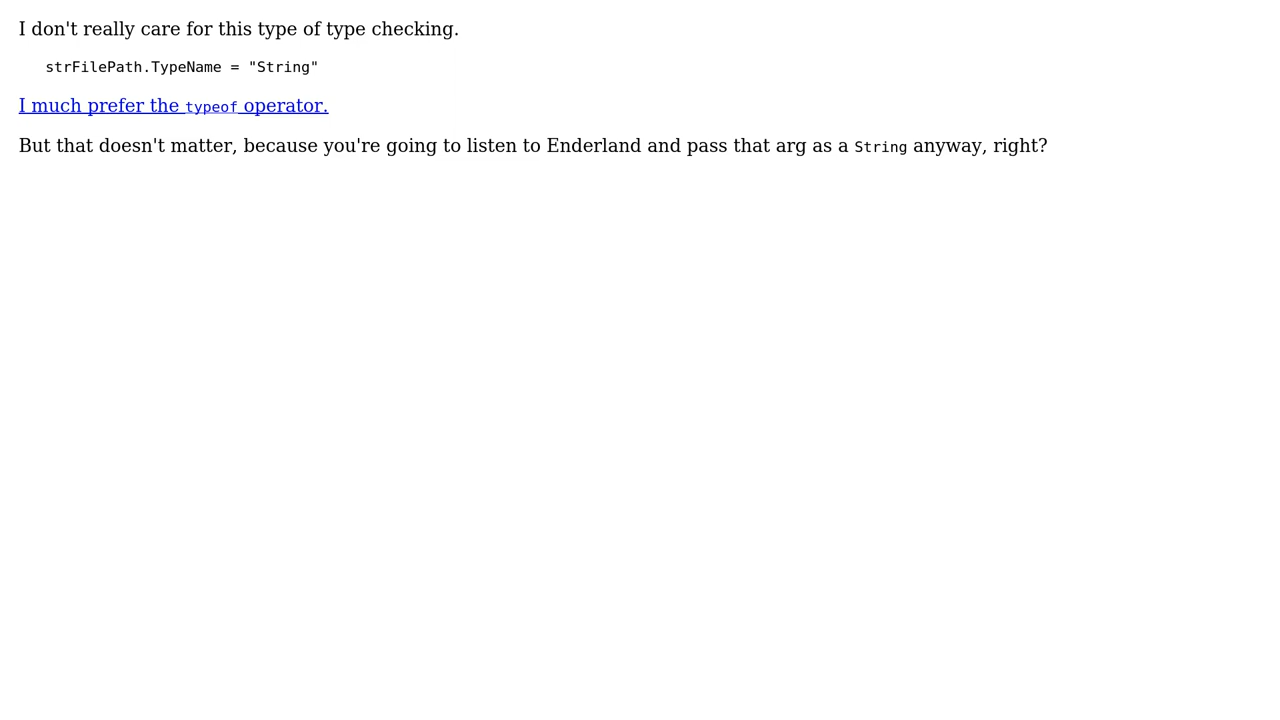 I don't really care for this type of type checking.
strFilePath.TypeName = "String"
I much prefer the typeof operator.
But that doesn't matter, because you're going to listen to Enderland and pass that arg as a String anyway, right?